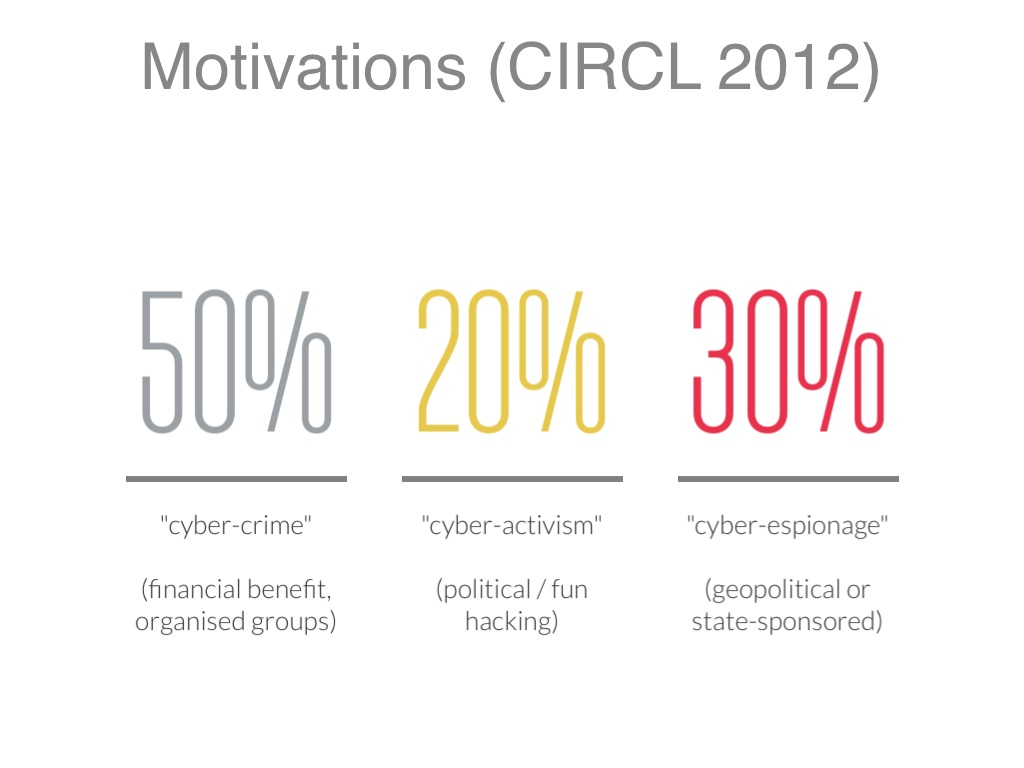 Motivations (CIRCL 2012)
50%
20%
30%
"cyber-crime"
(financial benefit,
organised groups)
"cyber-activism"
(political / fun
hacking)
"cyber-espionage"
(geopolitical or
state-sponsored)